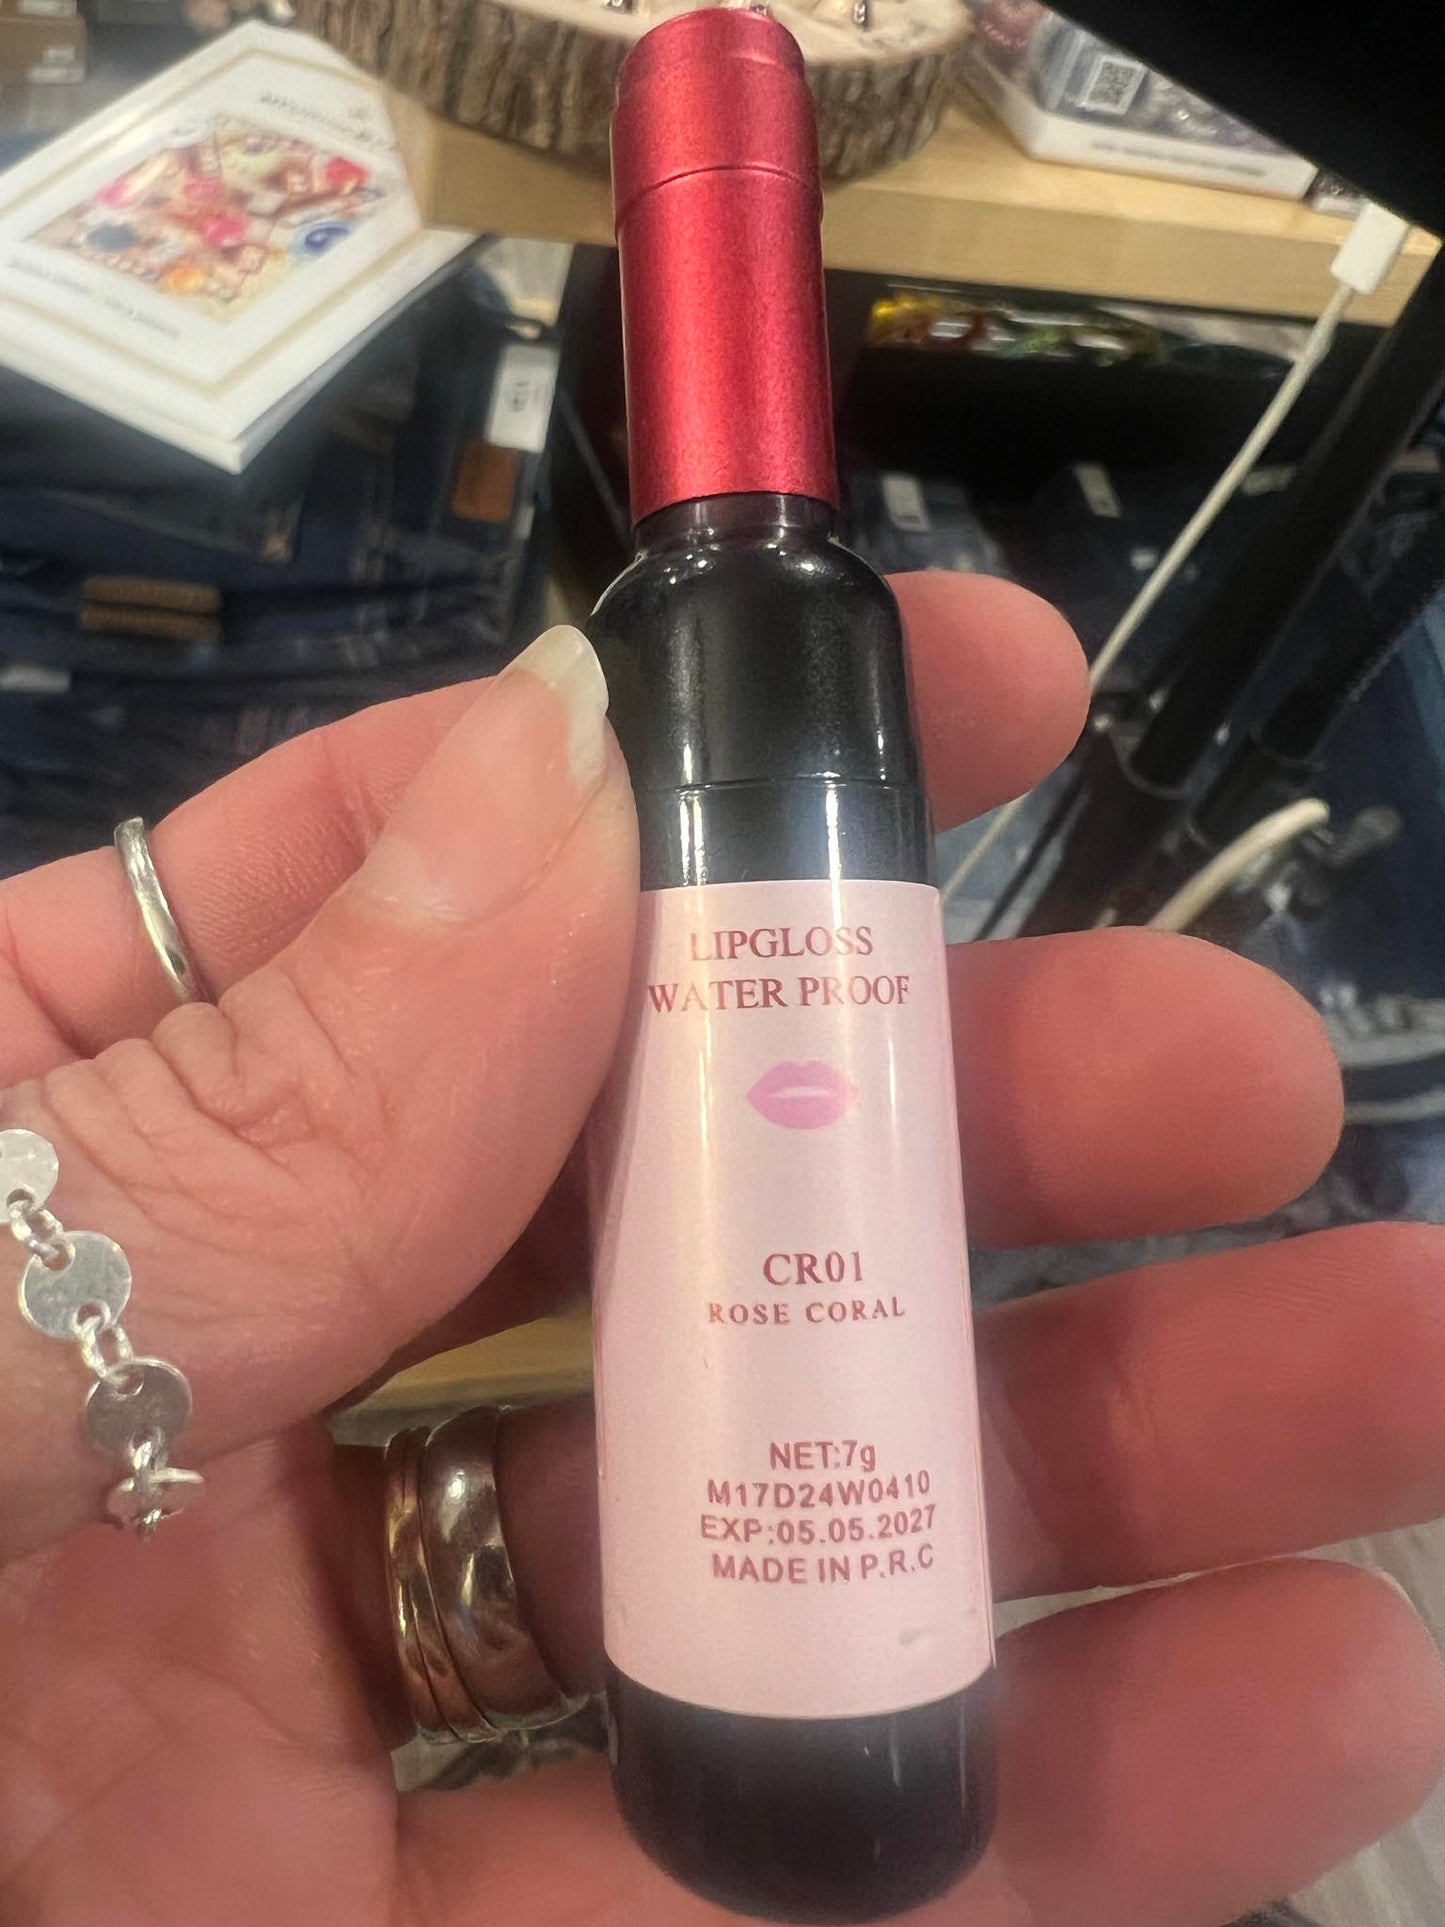 LIPGLOSS
WATER PROOF
CR01
ROSE CORAL
NET:7g
M17D24W0410
EXP:05.05.2027
MADE IN P.R.C